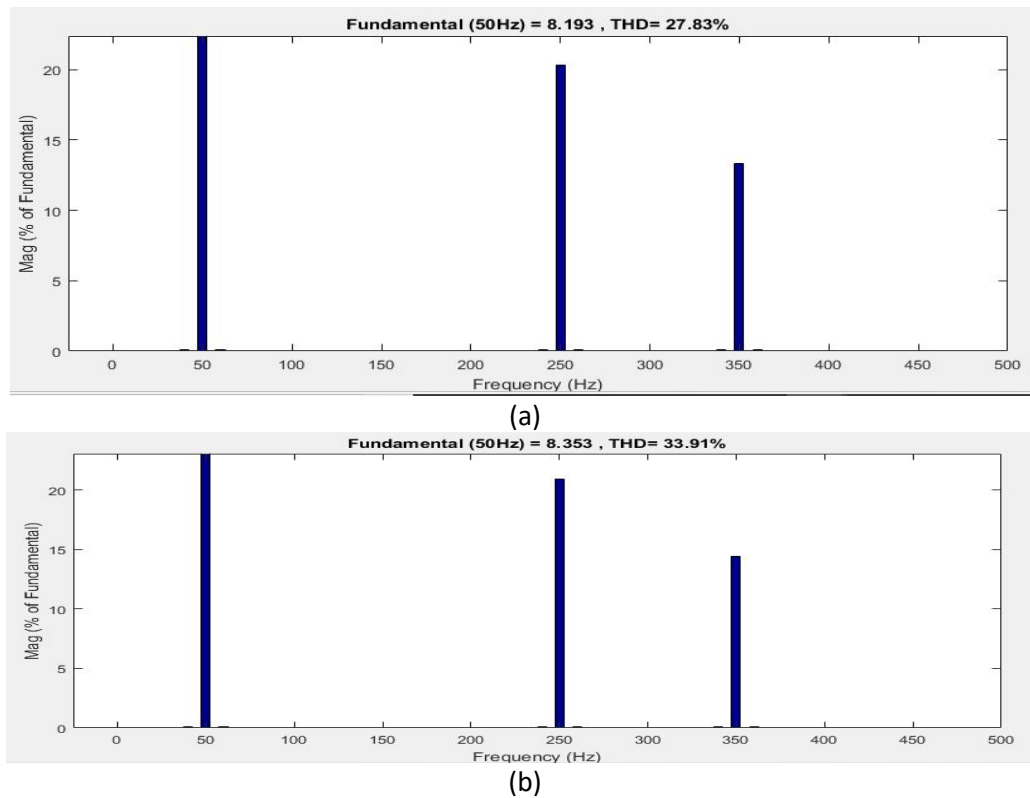 Fundamental (50Hz) = 8.193 , THD= 27.83%
20
15
10
5
0
Mag (% of Fundamental)
0 50 100 150 200 250 300 350 400 450 500
Frequency (Hz)
(a)
Fundamental (50Hz) = 8.353 , THD= 33.91%
20
15
10
5
0
Mag (% of Fundamental)
0 50 100 150 200 250 300 350 400 450 500
Frequency (Hz)
(b)